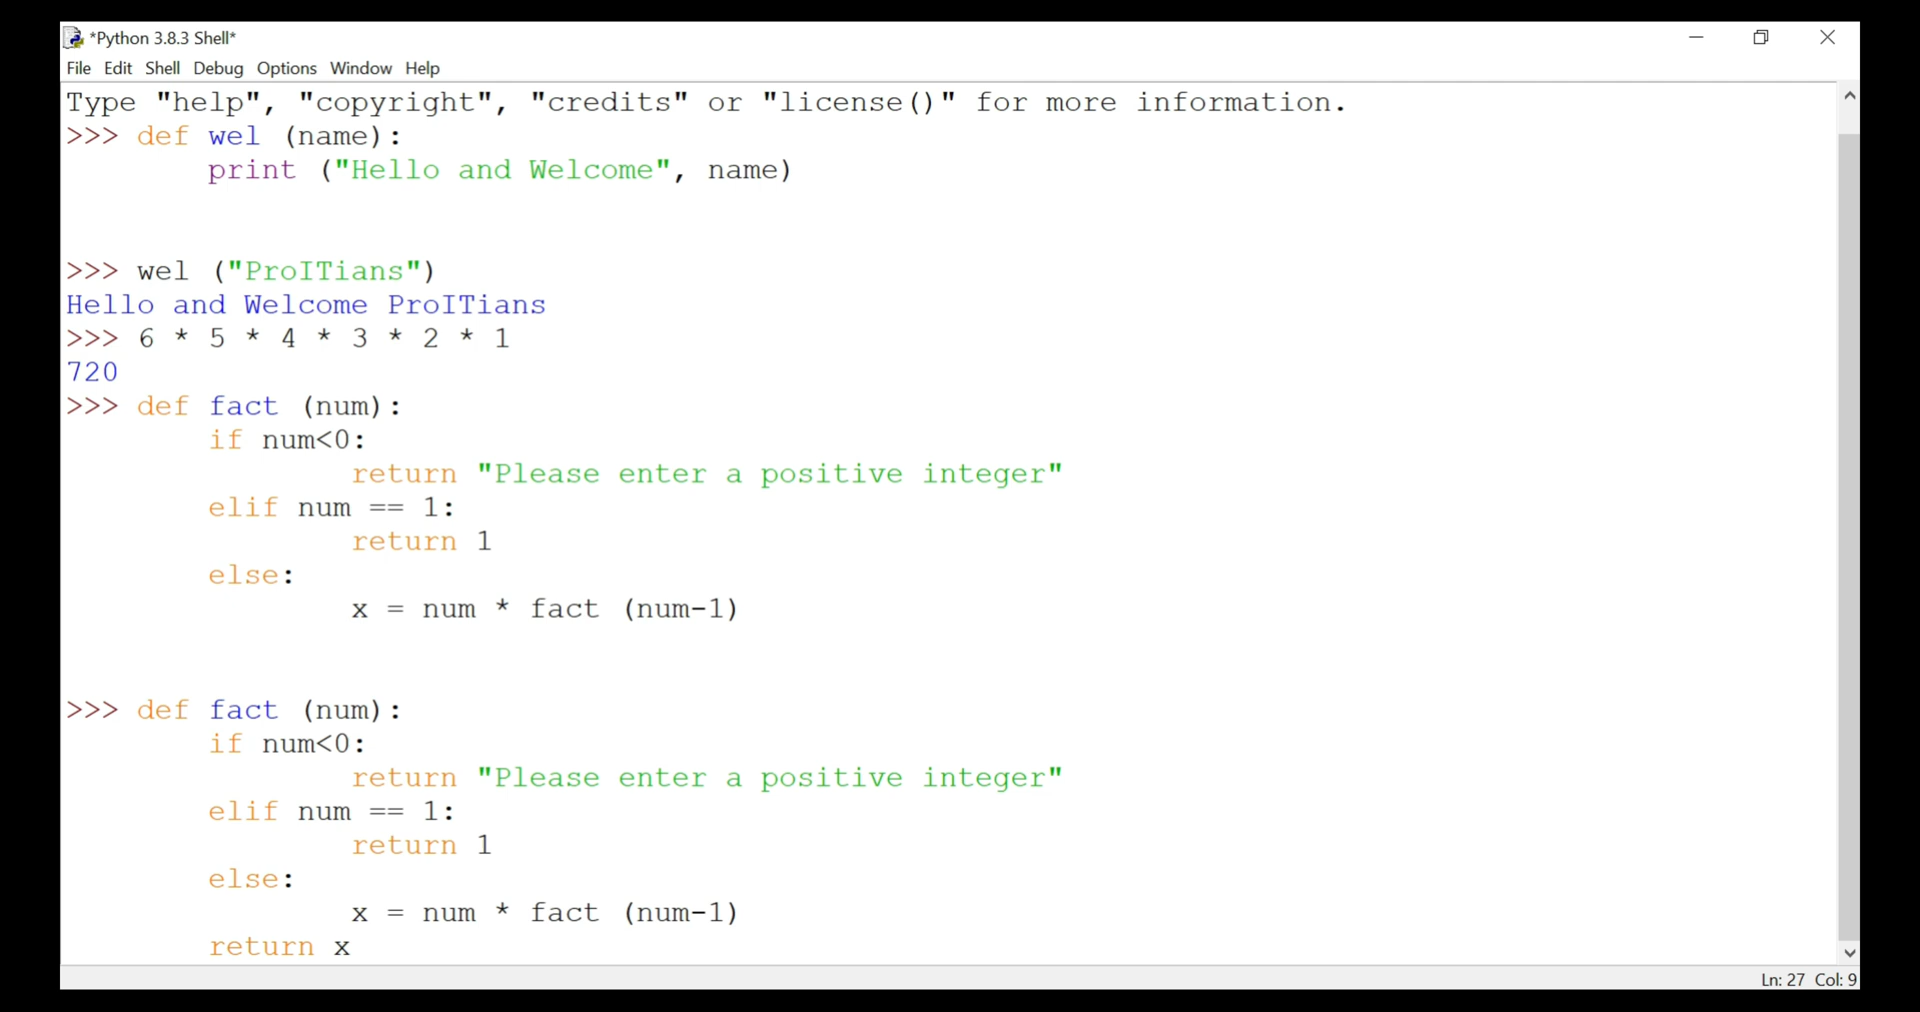 *Python 3.8.3 Shell*
File Edit Shell Debug Options Window Help
Type "help", "copyright", "credits" or "license()" for more information.
>>> def wel (name):
        print ("Hello and Welcome", name)
>>> wel ("ProITians")
Hello and Welcome ProITians
>>> 6 * 5 * 4 * 3 * 2 * 1
720
>>> def fact (num):
        if num<0:
                return "Please enter a positive integer"
        elif num == 1:
                return 1
        else:
                x = num * fact (num-1)
>>> def fact (num):
        if num<0:
                return "Please enter a positive integer"
        elif num == 1:
                return 1
        else:
                x = num * fact (num-1)
        return x
Ln: 27 Col: 9